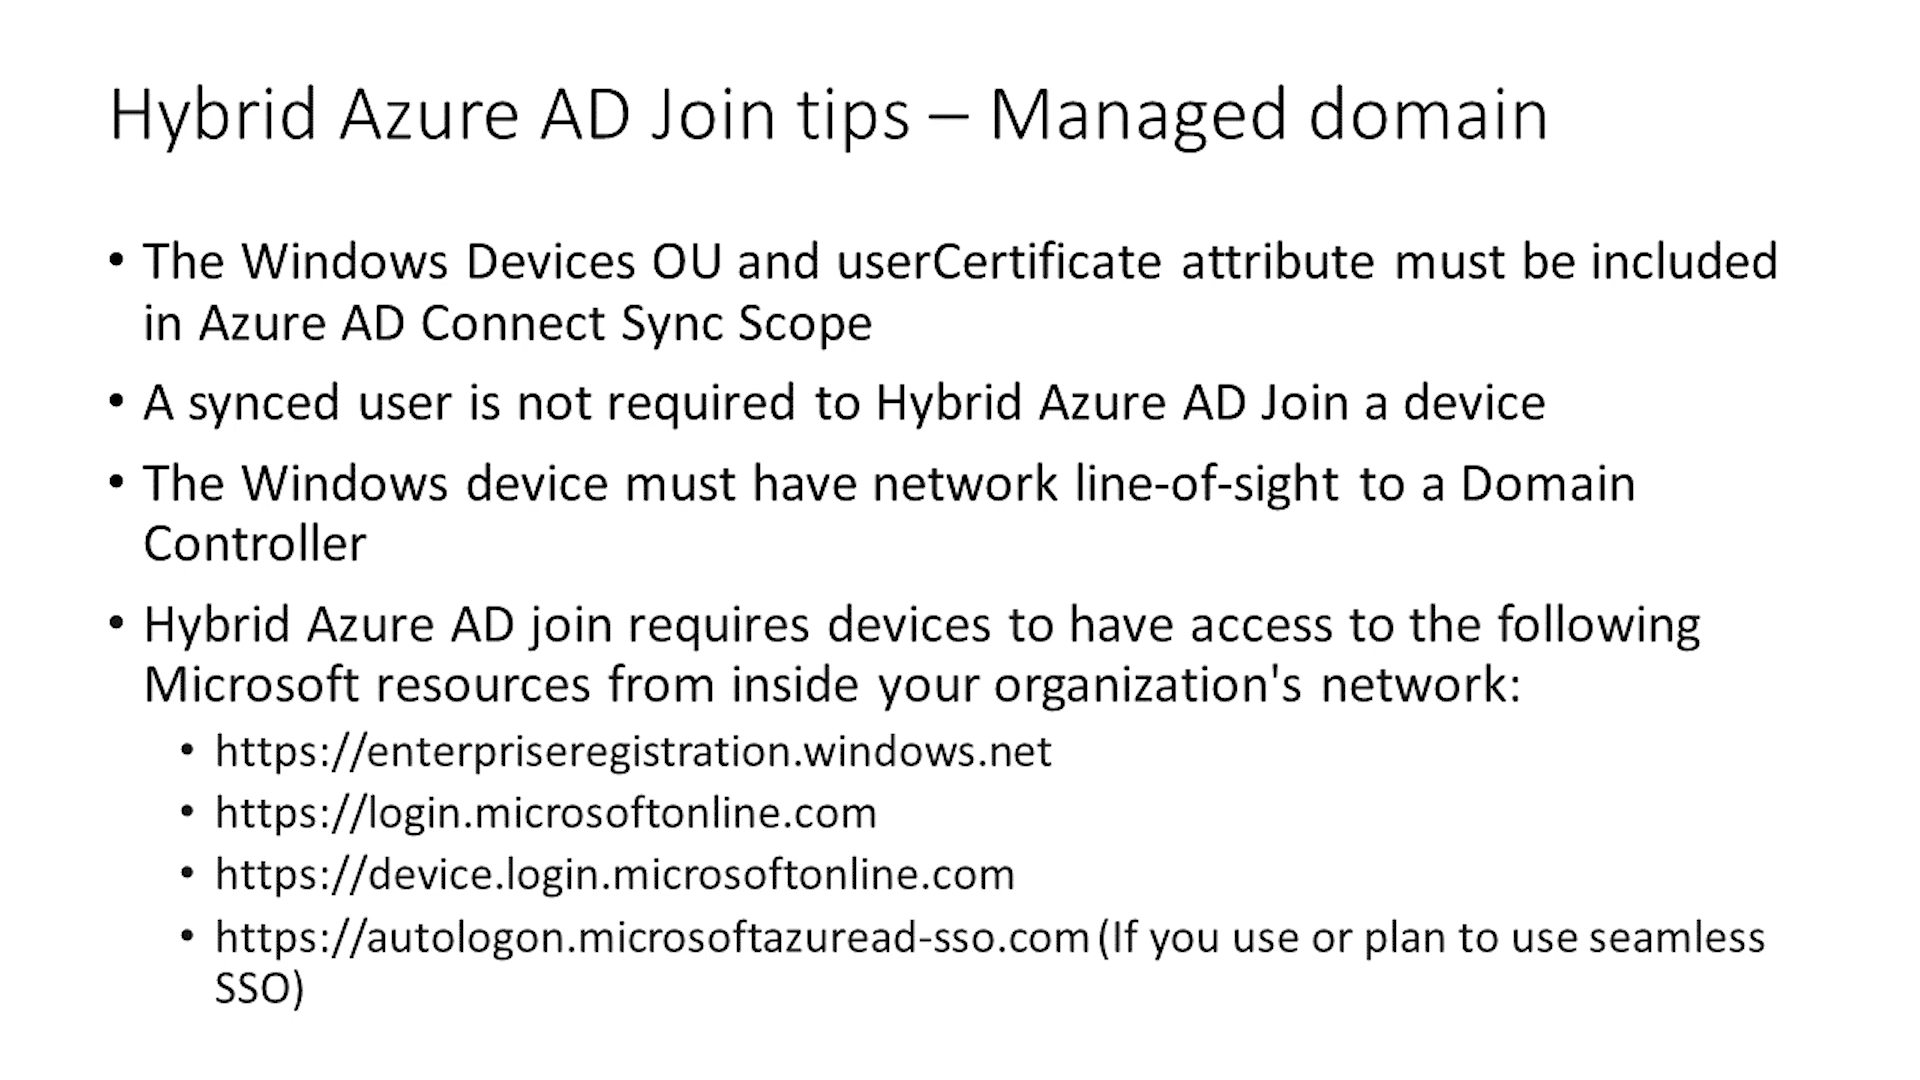 Hybrid Azure AD Join tips – Managed domain
• The Windows Devices OU and userCertificate attribute must be included
in Azure AD Connect Sync Scope
• A synced user is not required to Hybrid Azure AD Join a device
• The Windows device must have network line-of-sight to a Domain
Controller
• Hybrid Azure AD join requires devices to have access to the following
Microsoft resources from inside your organization's network:
• https://enterpriseregistration.windows.net
• https://login.microsoftonline.com
• https://device.login.microsoftonline.com
• https://autologon.microsoftazuread-sso.com (If you use or plan to use seamless
SSO)